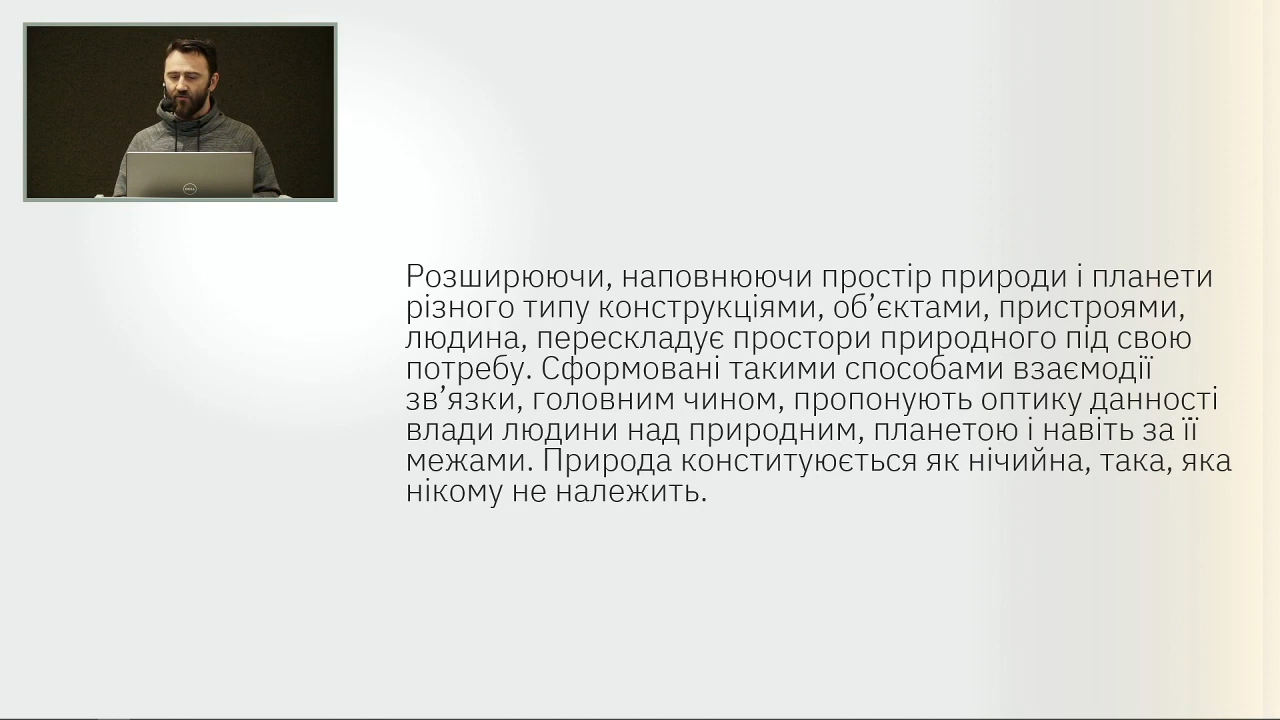 Розширюючи, наповнюючи простір природи і планети
різного типу конструкціями, об’єктами, пристроями,
людина, перескладує простори природного під свою
потребу. Сформовані такими способами взаємодії
зв’язки, головним чином, пропонують оптику данності
влади людини над природним, планетою і навіть за її
межами. Природа конституюється як нічийна, така, яка
нікому не належить.